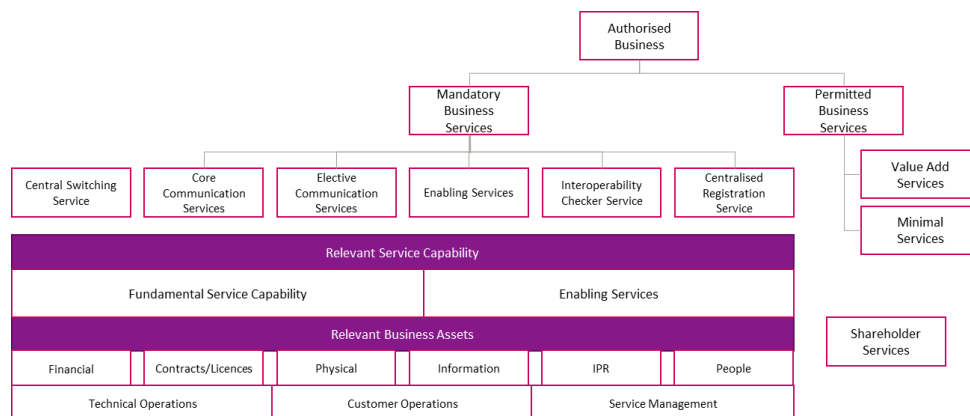 Authorised
Business
Mandatory
Business
Services
Permitted
Business
Services
Central Switching
Service
Core
Communication
Services
Elective
Communication
Services
Enabling Services
Interoperability
Checker Service
Centralised
Registration
Service
Value Add
Services
Minimal
Services
Relevant Service Capability
Fundamental Service Capability
Enabling Services
Relevant Business Assets
Shareholder
Services
Financial
Contracts/Licences
Physical
Information
IPR
People
Technical Operations
Customer Operations
Service Management